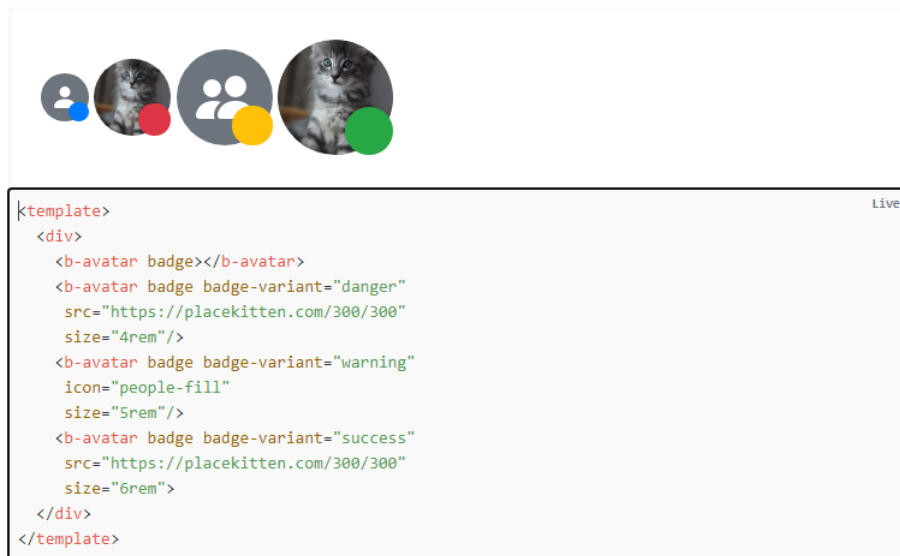 Live
<template>
  <div>
    <b-avatar badge></b-avatar>
    <b-avatar badge badge-variant="danger"
     src="https://placekitten.com/300/300"
     size="4rem"/>
    <b-avatar badge badge-variant="warning"
     icon="people-fill"
     size="5rem"/>
    <b-avatar badge badge-variant="success"
     src="https://placekitten.com/300/300"
     size="6rem">
  </div>
</template>